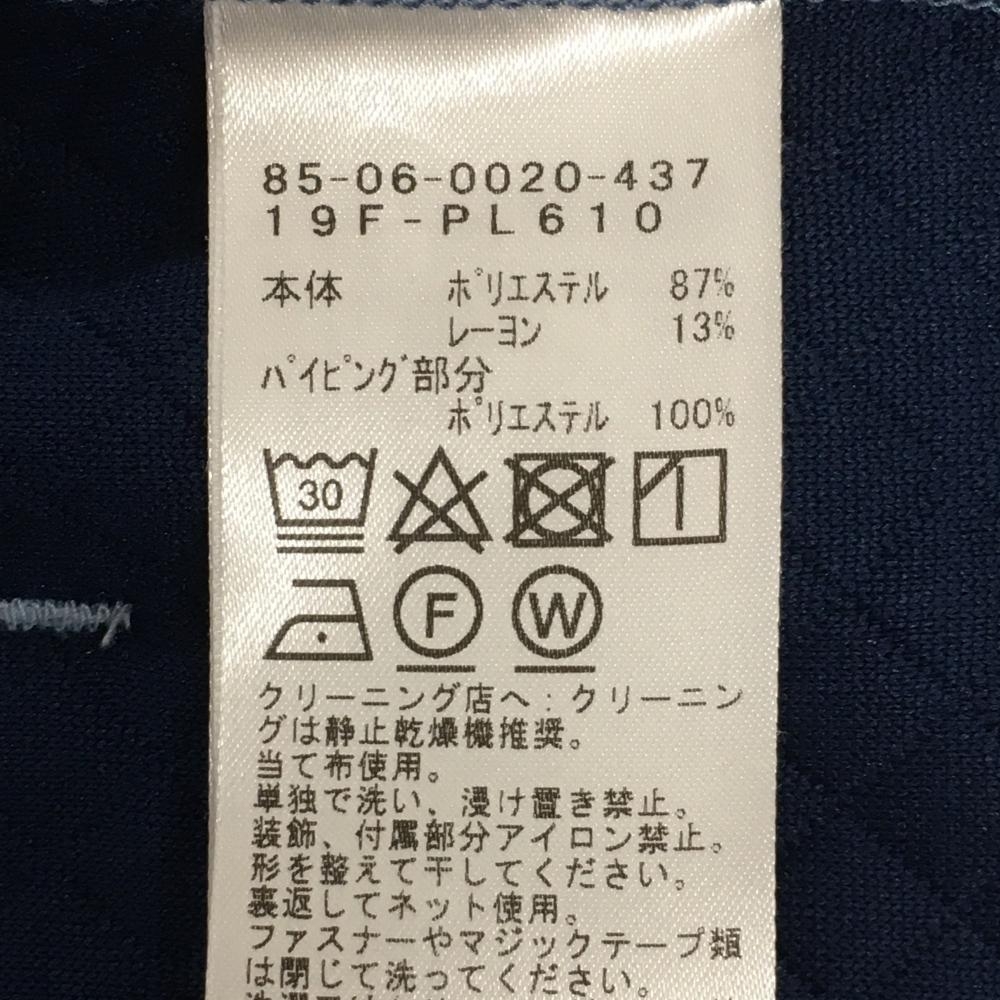 85-06-0020-437
19F-PL610
本体 ﾎﾟﾘｴｽﾃﾙ 87%
ﾚｰﾖﾝ 13%
ﾊﾟｲﾋﾟﾝｸﾞ部分
ﾎﾟﾘｴｽﾃﾙ 100%
30
F W
クリーニング店へ:クリーニン
グは静止乾燥機推奨。
当て布使用。
単独で洗い、浸け置き禁止。
装飾、付属部分アイロン禁止。
形を整えて干してください。
裏返してネット使用。
ファスナーやマジックテープ類
は閉じて洗ってください。